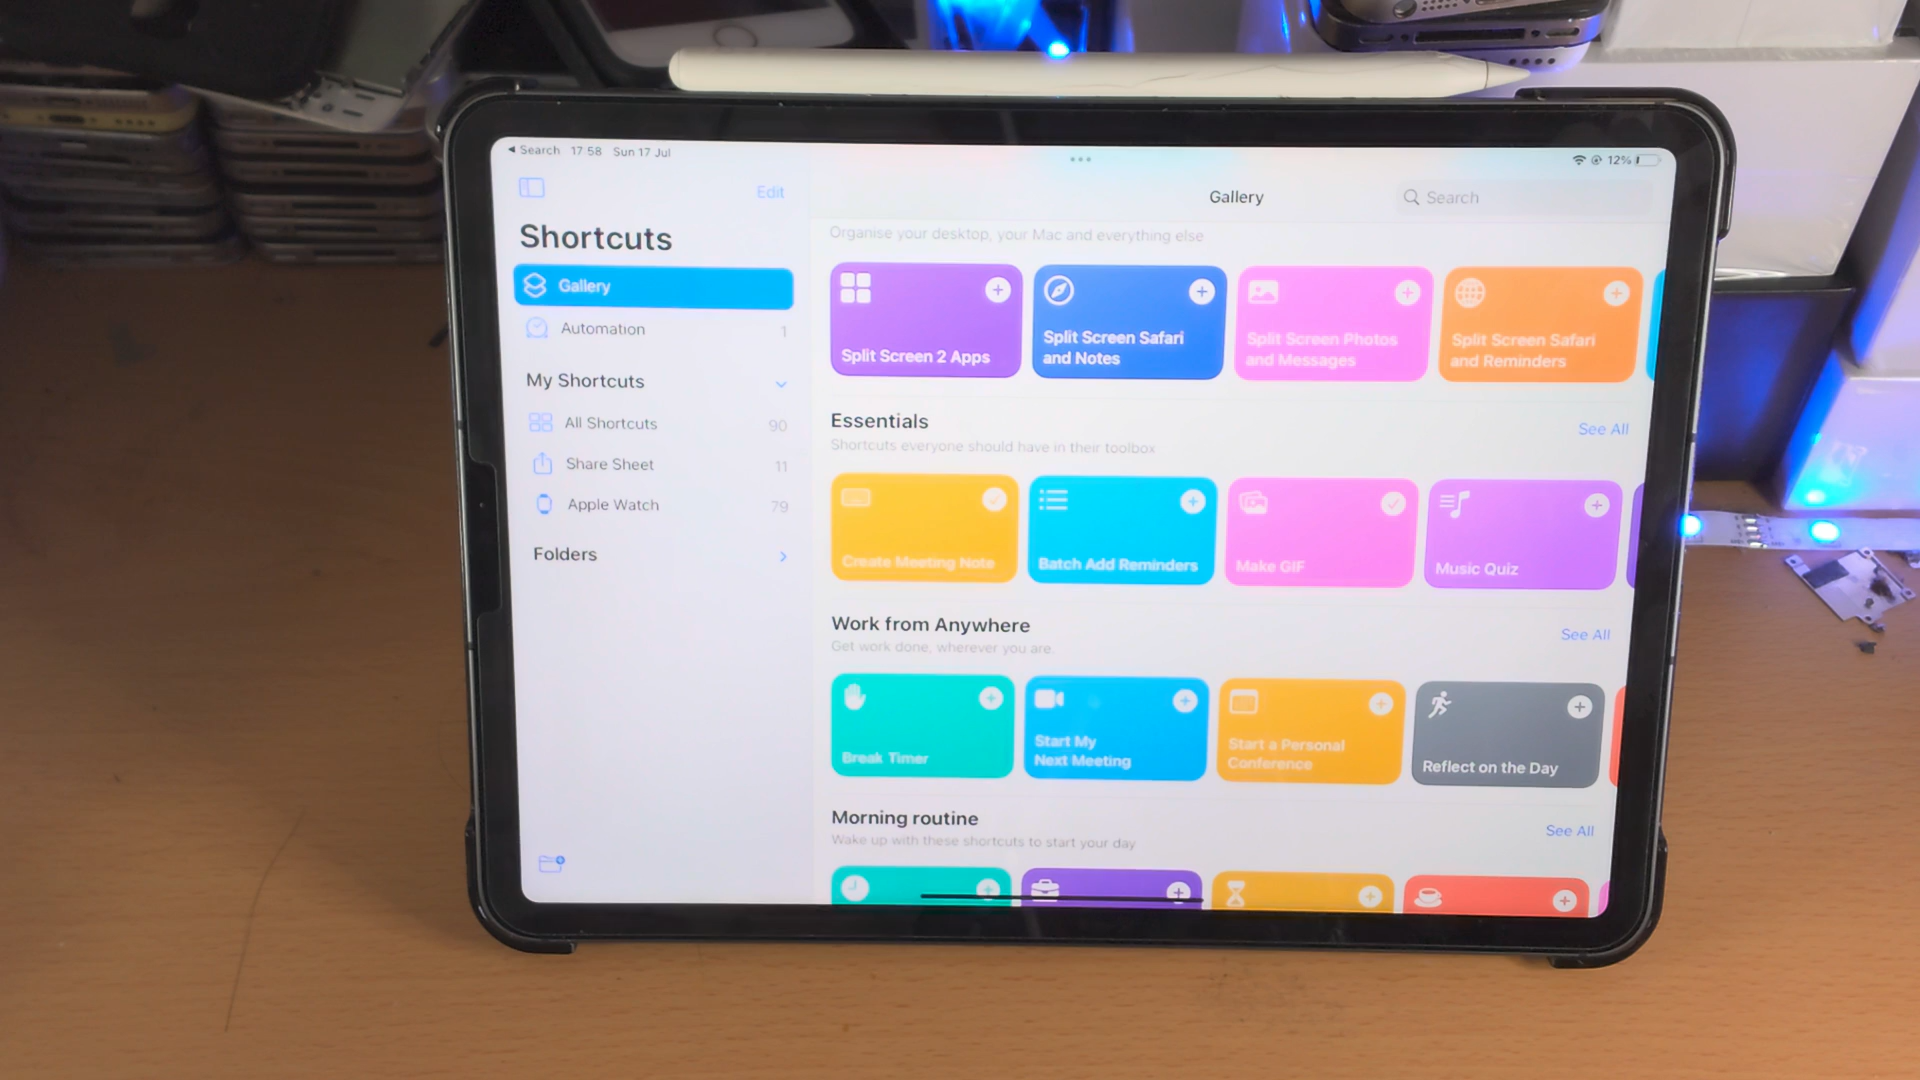 Search 17:58 Sun 17 Jul
12%
Edit
Shortcuts
Gallery
Automation 1
My Shortcuts
All Shortcuts 90
Share Sheet 11
Apple Watch 79
Folders
Gallery
Search
Organise your desktop, your Mac and everything else
Split Screen 2 Apps
Split Screen Safari
and Notes
Split Screen Photos
and Messages
Split Screen Safari
and Reminders
Essentials
See All
Shortcuts everyone should have in their toolbox
Create Meeting Note
Batch Add Reminders
Make GIF
Music Quiz
Work from Anywhere
See All
Get work done, wherever you are.
Break Timer
Start My
Next Meeting
Start a Personal
Conference
Reflect on the Day
Morning routine
See All
Wake up with these shortcuts to start your day